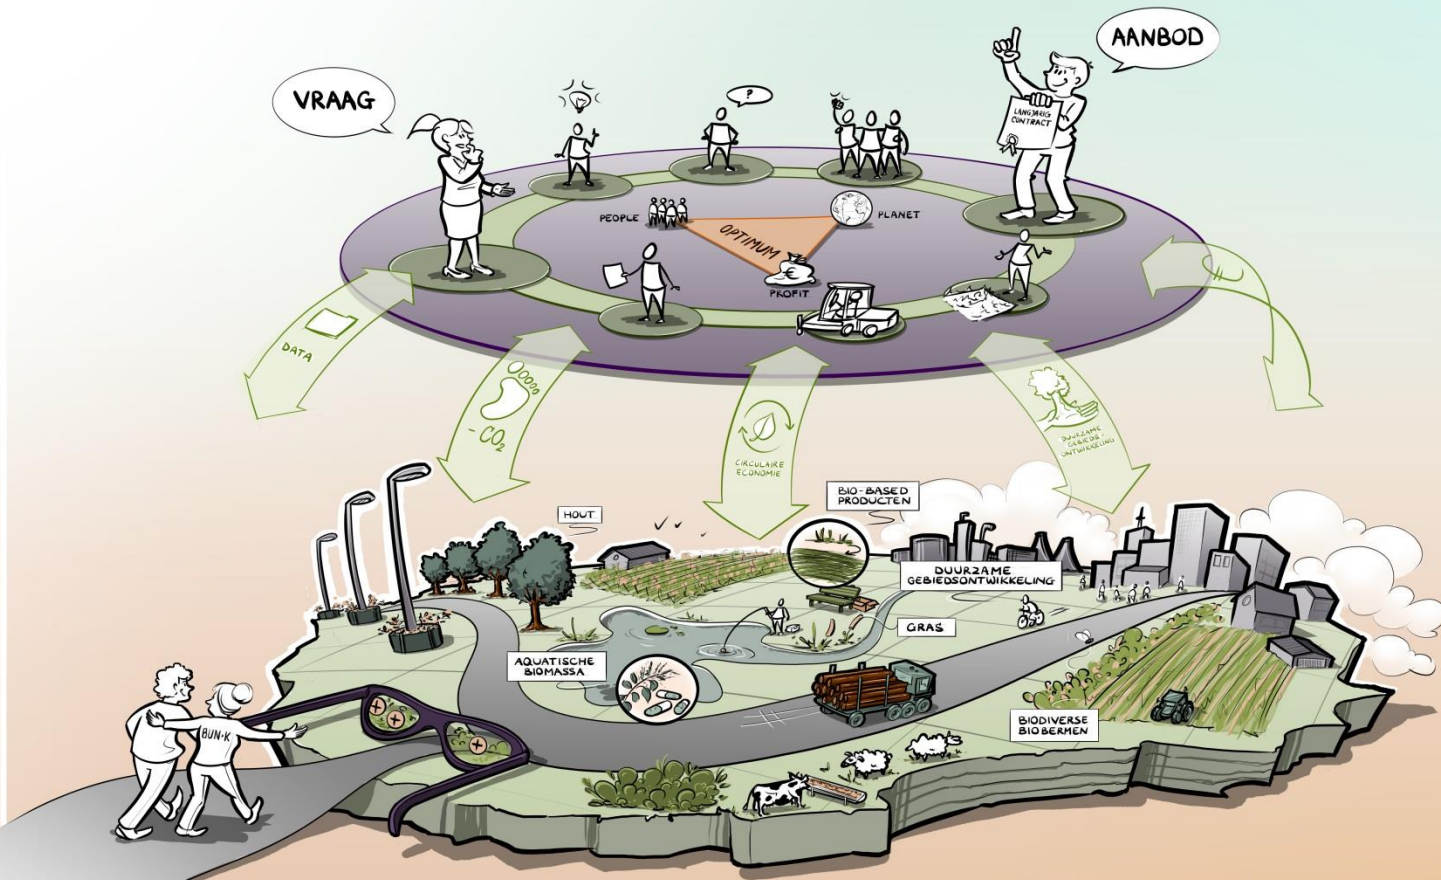 VRAAG
AANBOD
?
LANGJARIG
CONTRACT
PEOPLE
PLANET
OPTIMUM
PROFIT
€
DATA
-CO₂
CIRCULAIRE
ECONOMIE
DUURZAME
GEBIEDS-
ONTWIKKELING
HOUT
BIO-BASED
PRODUCTEN
DUURZAME
GEBIEDSONTWIKKELING
GRAS
AQUATISCHE
BIOMASSA
BIODIVERSE
BIOBERMEN
BUN·K